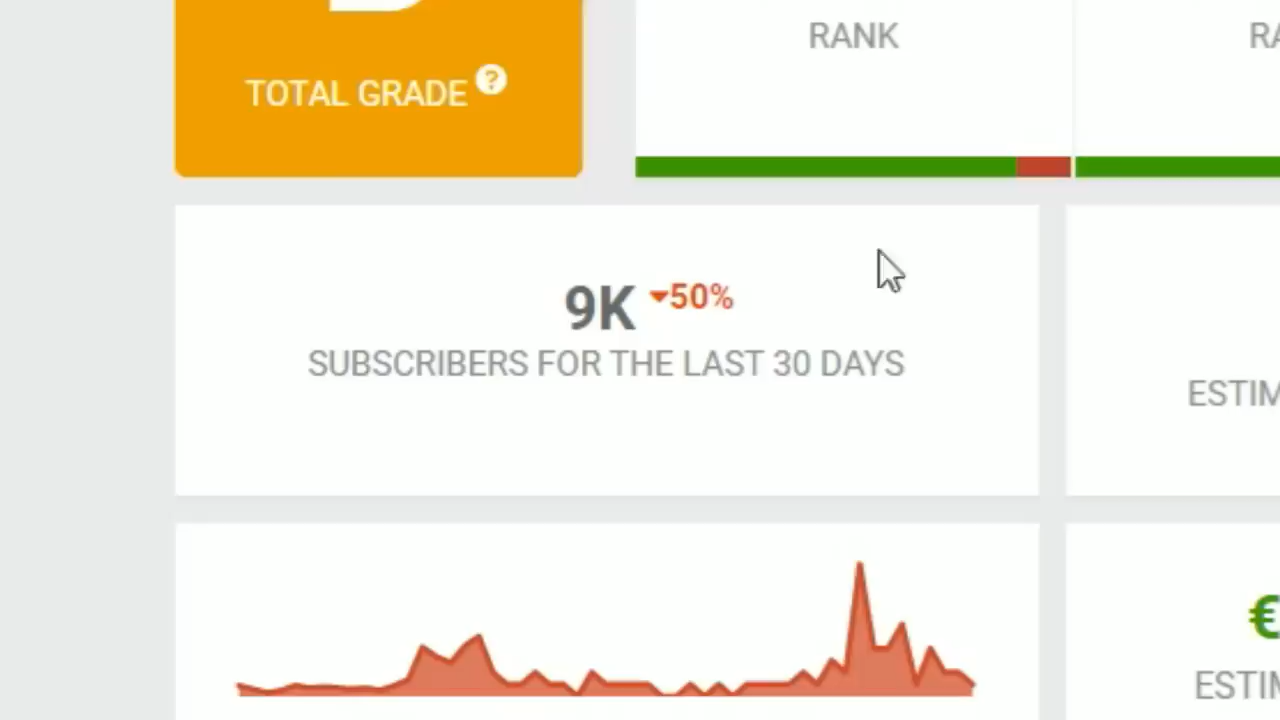 RANK
TOTAL GRADE ?
9K 50%
SUBSCRIBERS FOR THE LAST 30 DAYS
€